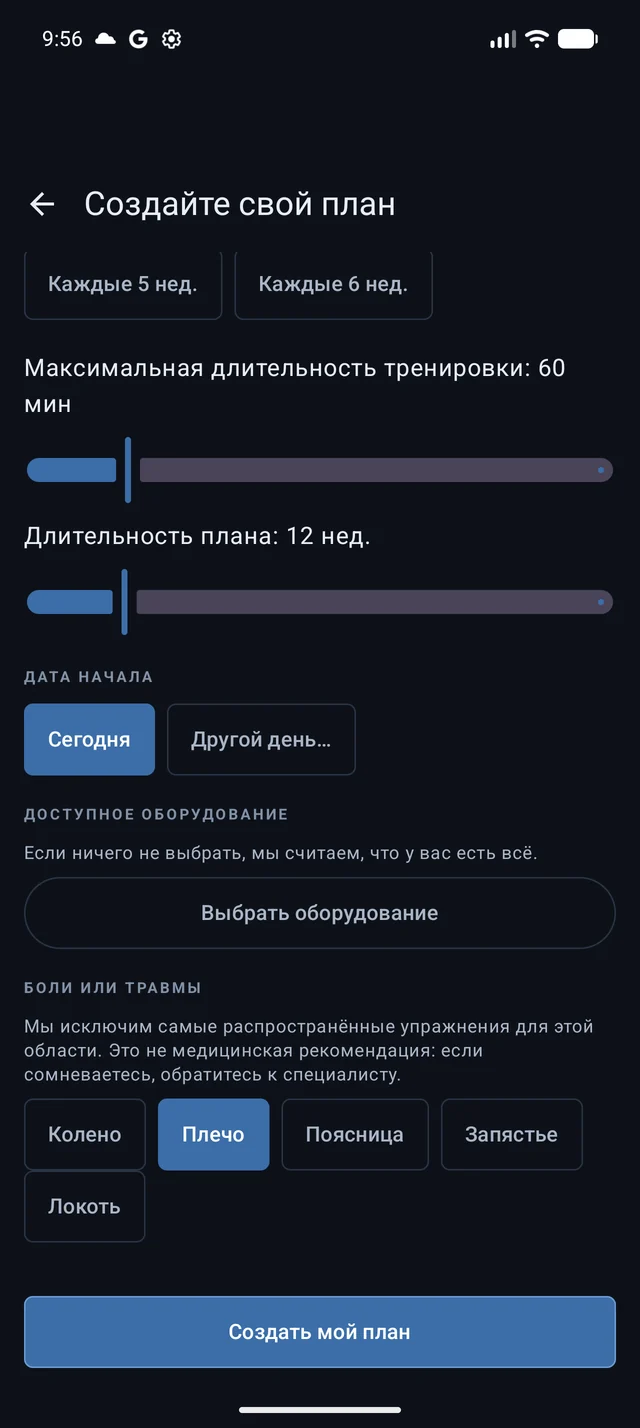 9:56
Создайте свой план
Каждые 5 нед.
Каждые 6 нед.
Максимальная длительность тренировки: 60
мин
Длительность плана: 12 нед.
ДАТА НАЧАЛА
Сегодня
Другой день…
ДОСТУПНОЕ ОБОРУДОВАНИЕ
Если ничего не выбрать, мы считаем, что у вас есть всё.
Выбрать оборудование
БОЛИ ИЛИ ТРАВМЫ
Мы исключим самые распространённые упражнения для этой
области. Это не медицинская рекомендация: если
сомневаетесь, обратитесь к специалисту.
Колено
Плечо
Поясница
Запястье
Локоть
Создать мой план